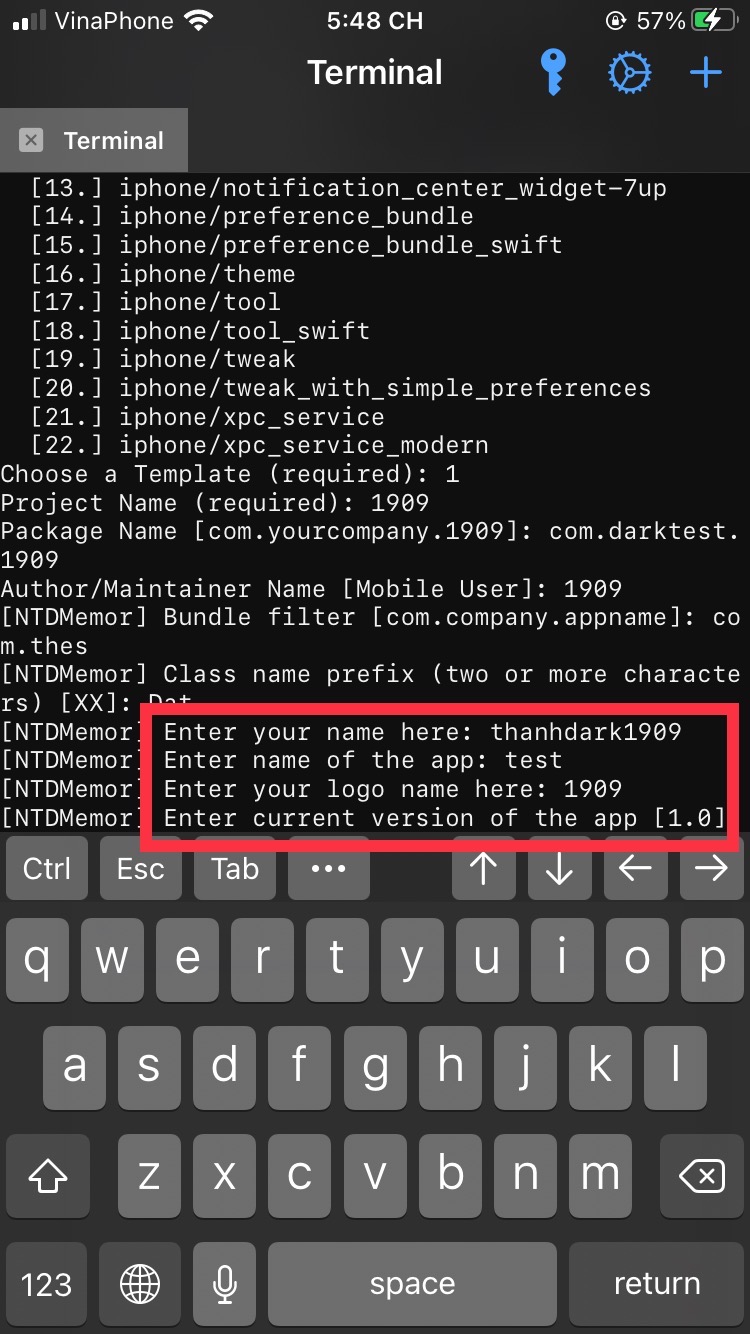 VinaPhone 5:48 CH 57%
Terminal
Terminal
[13.] iphone/notification_center_widget-7up
[14.] iphone/preference_bundle
[15.] iphone/preference_bundle_swift
[16.] iphone/theme
[17.] iphone/tool
[18.] iphone/tool_swift
[19.] iphone/tweak
[20.] iphone/tweak_with_simple_preferences
[21.] iphone/xpc_service
[22.] iphone/xpc_service_modern
Choose a Template (required): 1
Project Name (required): 1909
Package Name [com.yourcompany.1909]: com.darktest.
1909
Author/Maintainer Name [Mobile User]: 1909
[NTDMemor] Bundle filter [com.company.appname]: co
m.thes
[NTDMemor] Class name prefix (two or more characte
rs) [XX]: Dat
[NTDMemor] Enter your name here: thanhdark1909
[NTDMemor] Enter name of the app: test
[NTDMemor] Enter your logo name here: 1909
[NTDMemor] Enter current version of the app [1.0]
Ctrl Esc Tab ••• ↑ ↓ ← →
q w e r t y u i o p
a s d f g h j k l
z x c v b n m
123 space return